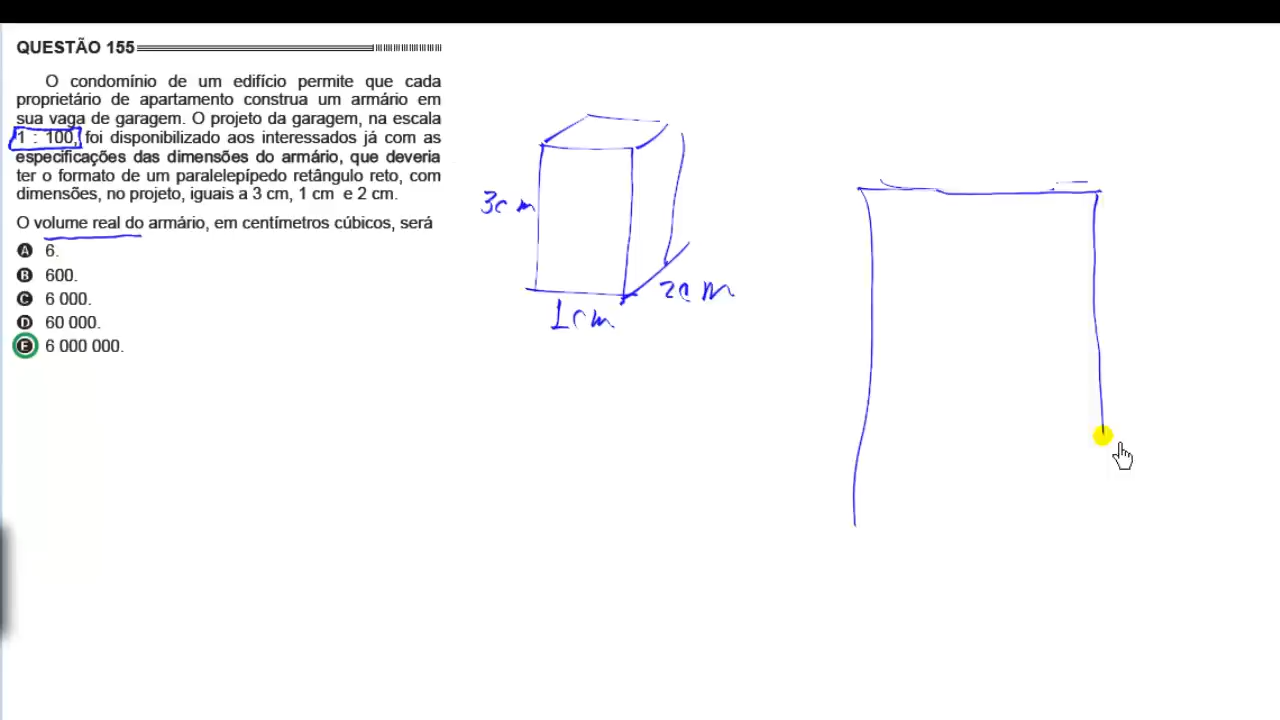 QUESTÃO 155
O condomínio de um edifício permite que cada
proprietário de apartamento construa um armário em
sua vaga de garagem. O projeto da garagem, na escala
1 : 100, foi disponibilizado aos interessados já com as
especificações das dimensões do armário, que deveria
ter o formato de um paralelepípedo retângulo reto, com
dimensões, no projeto, iguais a 3 cm, 1 cm e 2 cm.
O volume real do armário, em centímetros cúbicos, será
A 6.
B 600.
C 6 000.
D 60 000.
E 6 000 000.
3cm
1cm
2cm